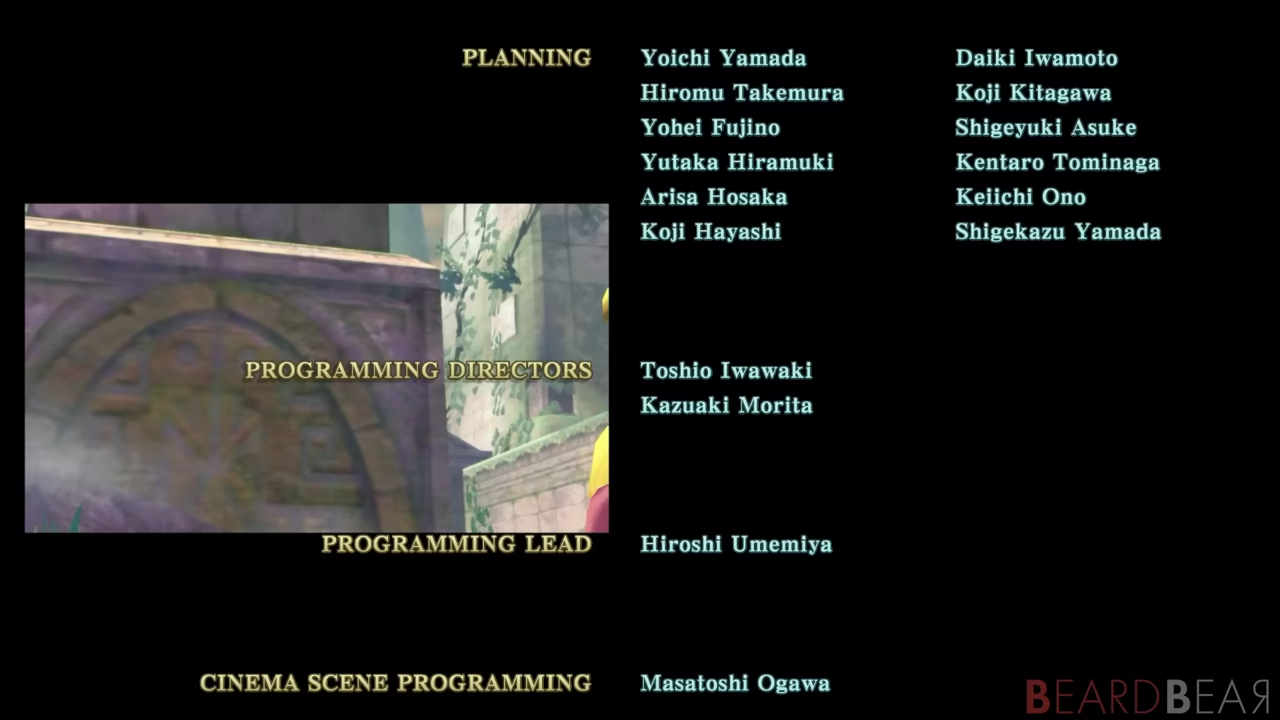 PLANNING Yoichi Yamada Daiki Iwamoto
Hiromu Takemura Koji Kitagawa
Yohei Fujino Shigeyuki Asuke
Yutaka Hiramuki Kentaro Tominaga
Arisa Hosaka Keiichi Ono
Koji Hayashi Shigekazu Yamada
PROGRAMMING DIRECTORS Toshio Iwawaki
Kazuaki Morita
PROGRAMMING LEAD Hiroshi Umemiya
CINEMA SCENE PROGRAMMING Masatoshi Ogawa
BEARDBEAЯ